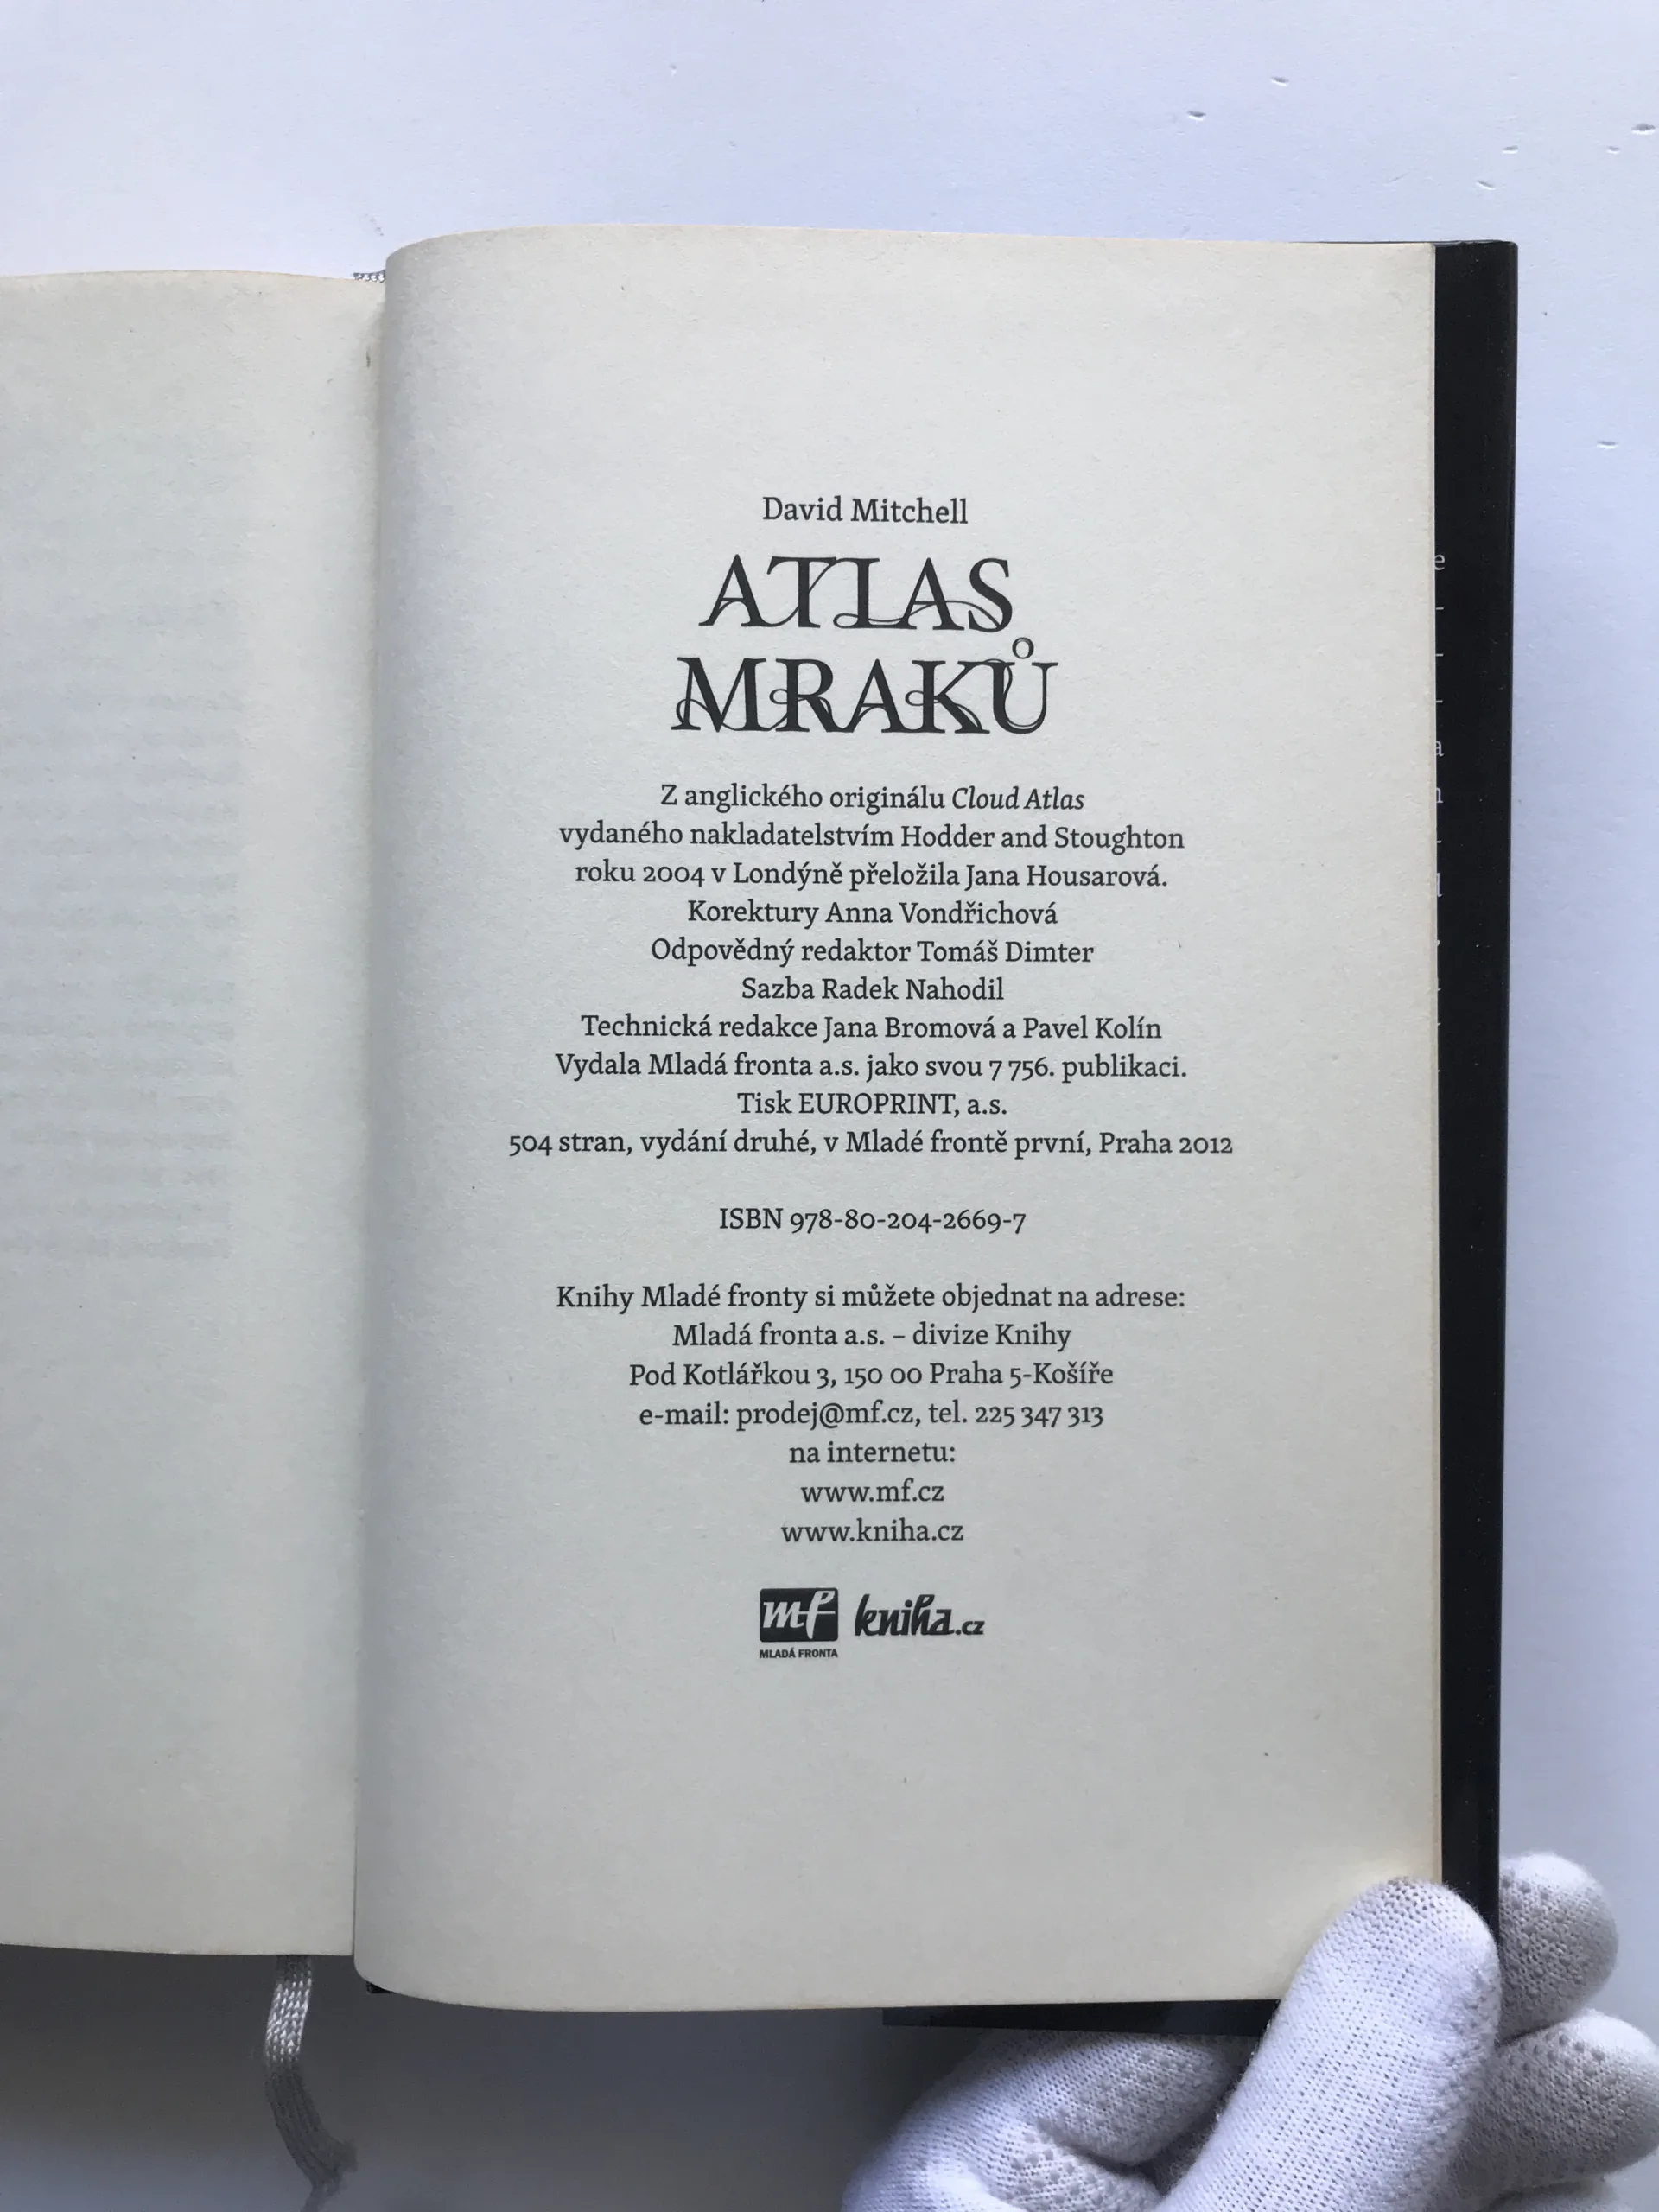 David Mitchell
ATLAS
MRAKŮ
Z anglického originálu Cloud Atlas
vydaného nakladatelstvím Hodder and Stoughton
roku 2004 v Londýně přeložila Jana Housarová.
Korektury Anna Vondřichová
Odpovědný redaktor Tomáš Dimter
Sazba Radek Nahodil
Technická redakce Jana Bromová a Pavel Kolín
Vydala Mladá fronta a.s. jako svou 7 756. publikaci.
Tisk EUROPRINT, a.s.
504 stran, vydání druhé, v Mladé frontě první, Praha 2012
ISBN 978-80-204-2669-7
Knihy Mladé fronty si můžete objednat na adrese:
Mladá fronta a.s. – divize Knihy
Pod Kotlářkou 3, 150 00 Praha 5-Košíře
e-mail: prodej@mf.cz, tel. 225 347 313
na internetu:
www.mf.cz
www.kniha.cz
mf kniha.cz
MLADÁ FRONTA